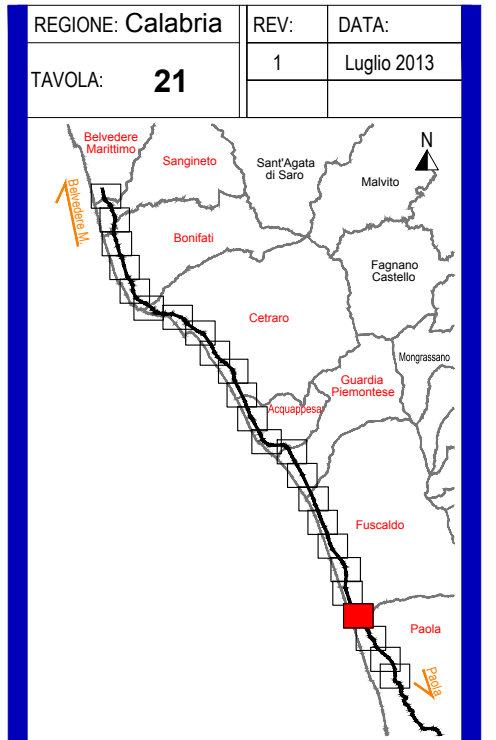 REGIONE: Calabria
REV:
DATA:
TAVOLA: 21
1
Luglio 2013
Belvedere
Marittimo
Sangineto
Sant'Agata
di Saro
Malvito
N
Belvedere M.
Bonifati
Fagnano
Castello
Cetraro
Mongrassano
Guardia
Piemontese
Acquappesa
Fuscaldo
Paola
Paola